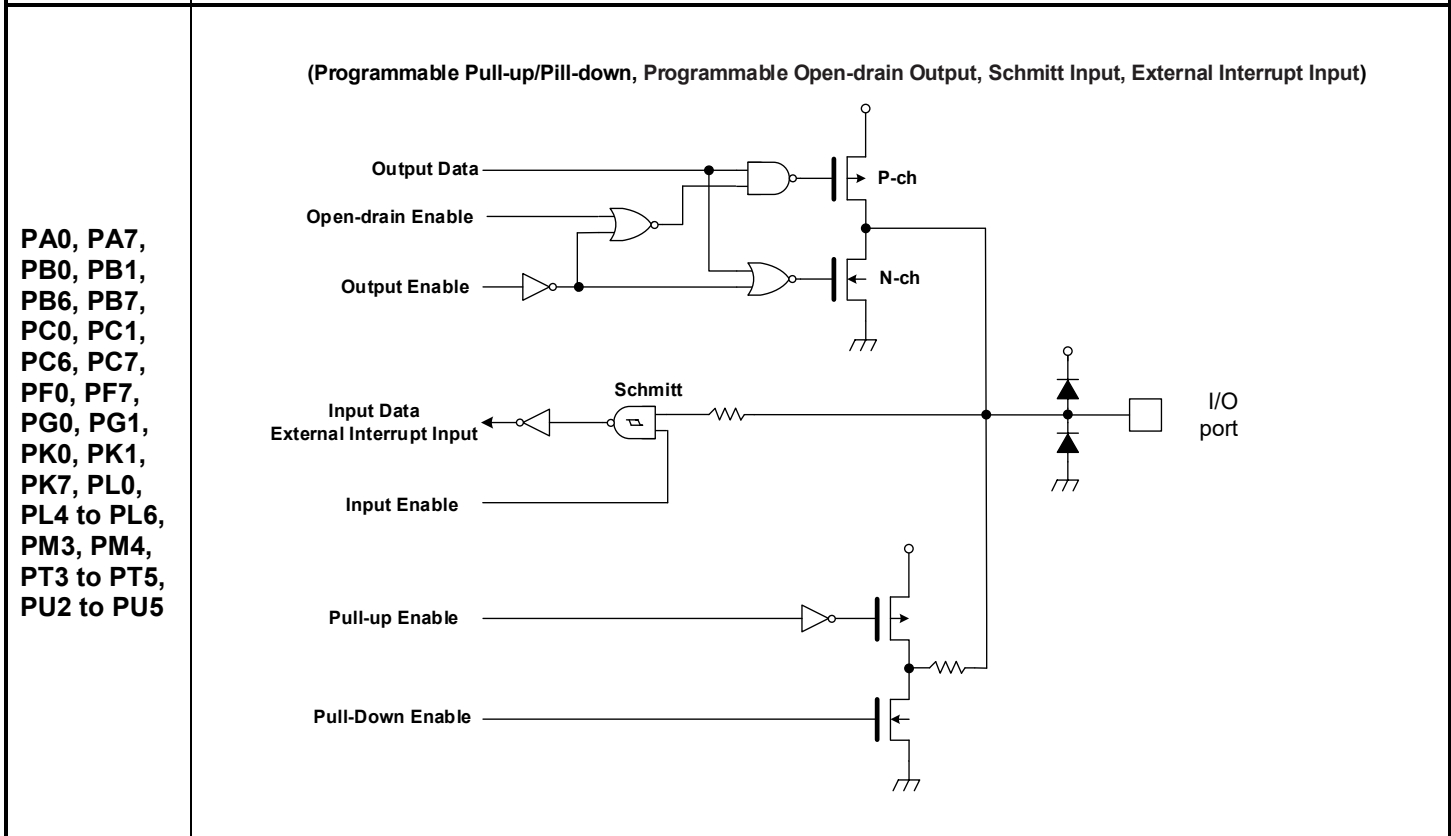 PA0, PA7,
PB0, PB1,
PB6, PB7,
PC0, PC1,
PC6, PC7,
PF0, PF7,
PG0, PG1,
PK0, PK1,
PK7, PL0,
PL4 to PL6,
PM3, PM4,
PT3 to PT5,
PU2 to PU5
(Programmable Pull-up/Pill-down, Programmable Open-drain Output, Schmitt Input, External Interrupt Input)
Output Data
P-ch
Open-drain Enable
Output Enable
N-ch
Schmitt
Input Data
External Interrupt Input
I/O
port
Input Enable
Pull-up Enable
Pull-Down Enable